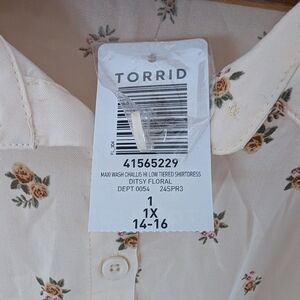 TORRID
41565229
MAXI WASH CHALLIS HI LOW TIERED SHIRTDRESS
DITSY FLORAL
DEPT 0054 24SPR3
1
1X
14-16